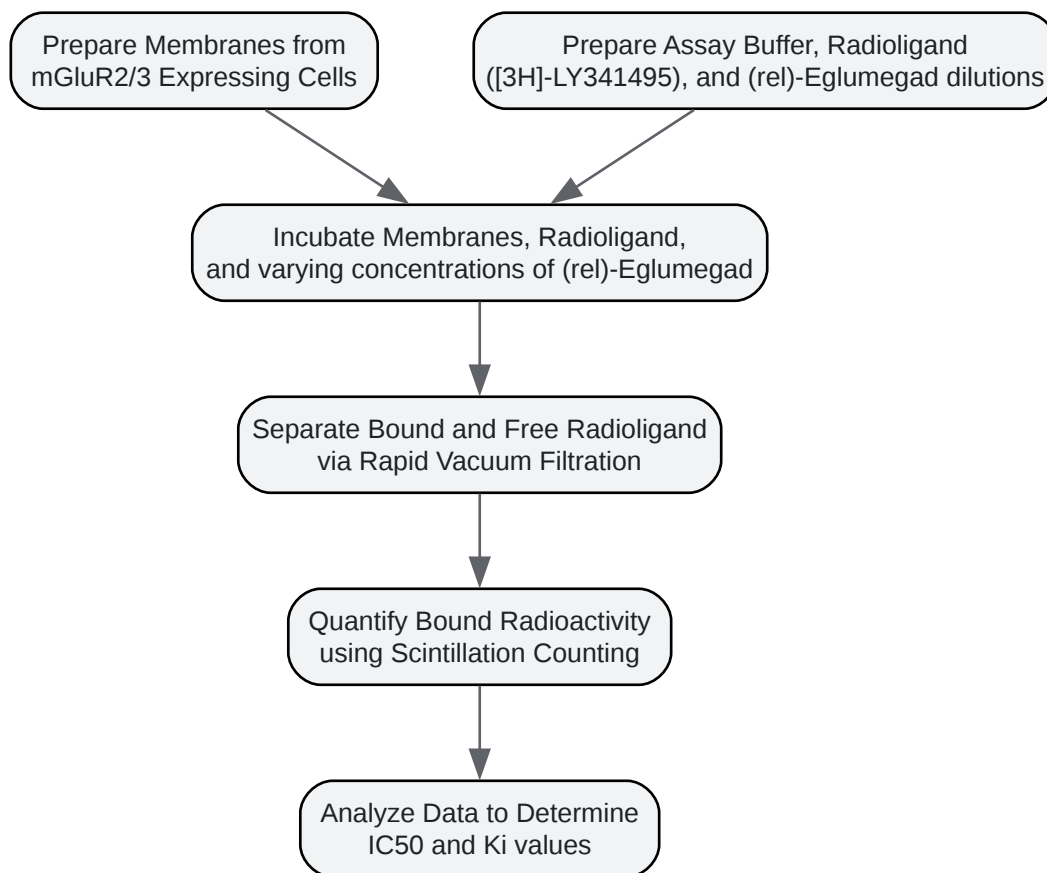 Prepare Membranes from
mGluR2/3 Expressing Cells
Prepare Assay Buffer, Radioligand
([3H]-LY341495), and (rel)-Eglumegad dilutions
Incubate Membranes, Radioligand,
and varying concentrations of (rel)-Eglumegad
Separate Bound and Free Radioligand
via Rapid Vacuum Filtration
Quantify Bound Radioactivity
using Scintillation Counting
Analyze Data to Determine
IC50 and Ki values